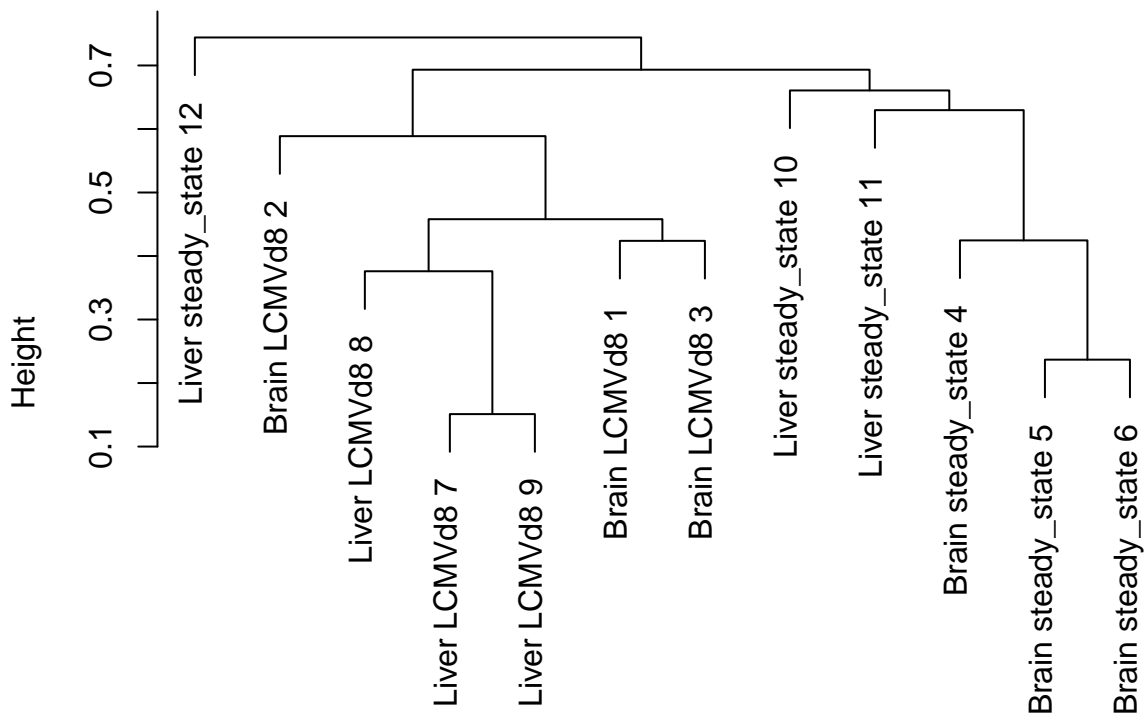 Height
0.7
0.5
0.3
0.1
Liver steady_state 12
Brain LCMVd8 2
Liver LCMVd8 8
Liver LCMVd8 7
Liver LCMVd8 9
Brain LCMVd8 1
Brain LCMVd8 3
Liver steady_state 10
Liver steady_state 11
Brain steady_state 4
Brain steady_state 5
Brain steady_state 6